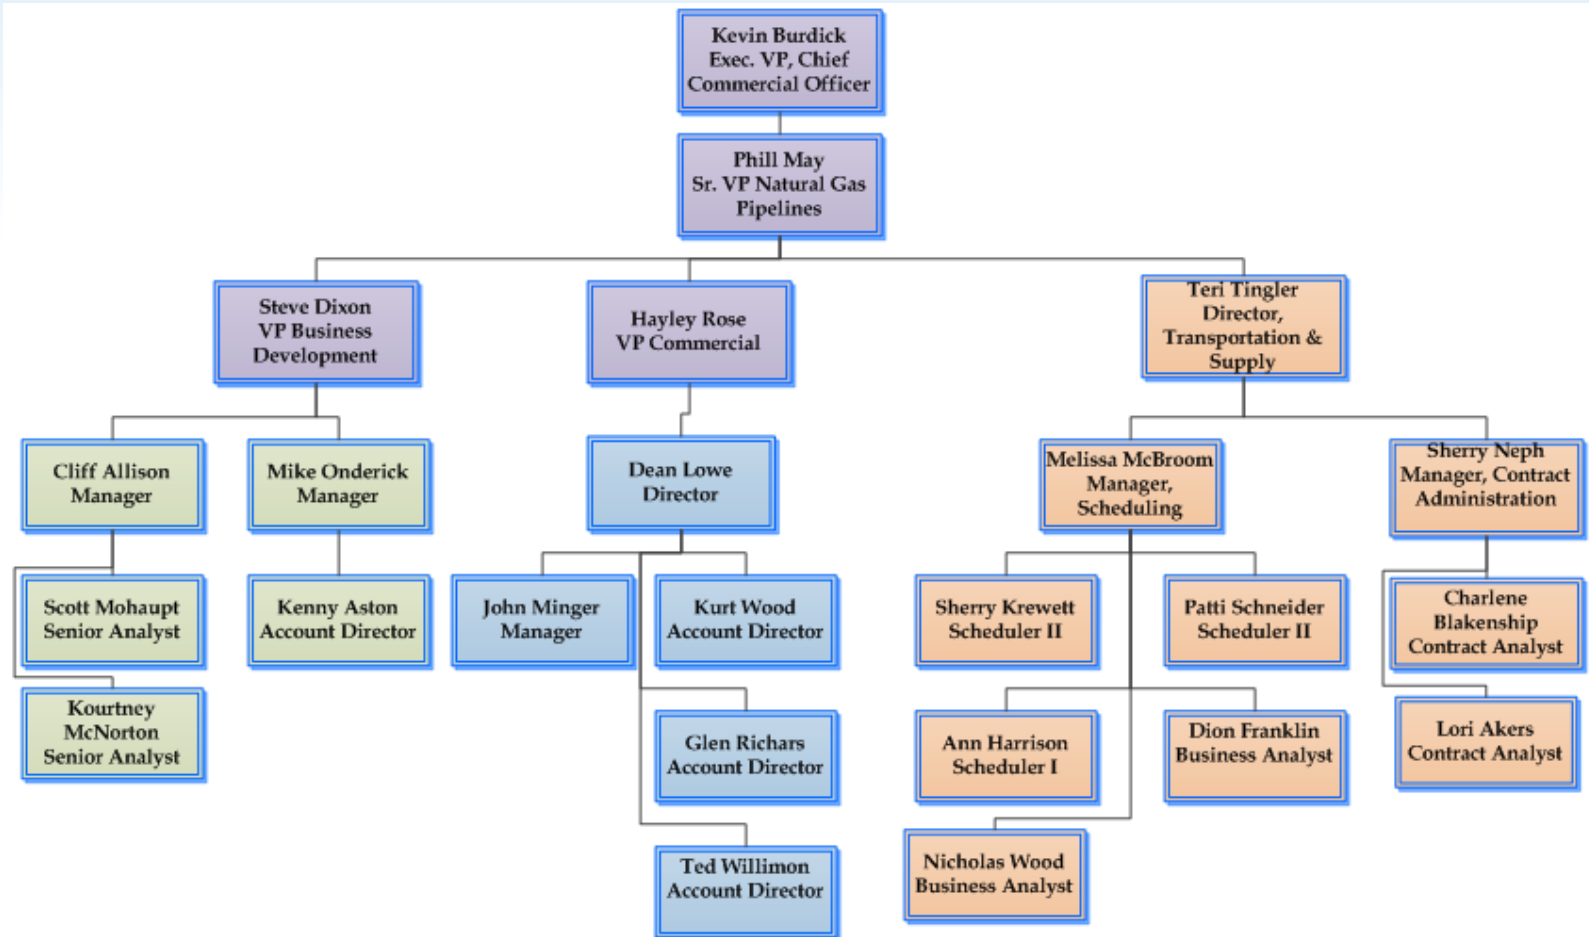 Kevin Burdick
Exec. VP, Chief
Commercial Officer
Phill May
Sr. VP Natural Gas
Pipelines
Steve Dixon
VP Business
Development
Hayley Rose
VP Commercial
Teri Tingler
Director,
Transportation &
Supply
Cliff Allison
Manager
Mike Onderick
Manager
Dean Lowe
Director
Melissa McBroom
Manager,
Scheduling
Sherry Neph
Manager, Contract
Administration
Scott Mohaupt
Senior Analyst
Kenny Aston
Account Director
John Minger
Manager
Kurt Wood
Account Director
Sherry Krewett
Scheduler II
Patti Schneider
Scheduler II
Charlene
Blakenship
Contract Analyst
Kourtney
McNorton
Senior Analyst
Glen Richars
Account Director
Ann Harrison
Scheduler I
Dion Franklin
Business Analyst
Lori Akers
Contract Analyst
Ted Willimon
Account Director
Nicholas Wood
Business Analyst